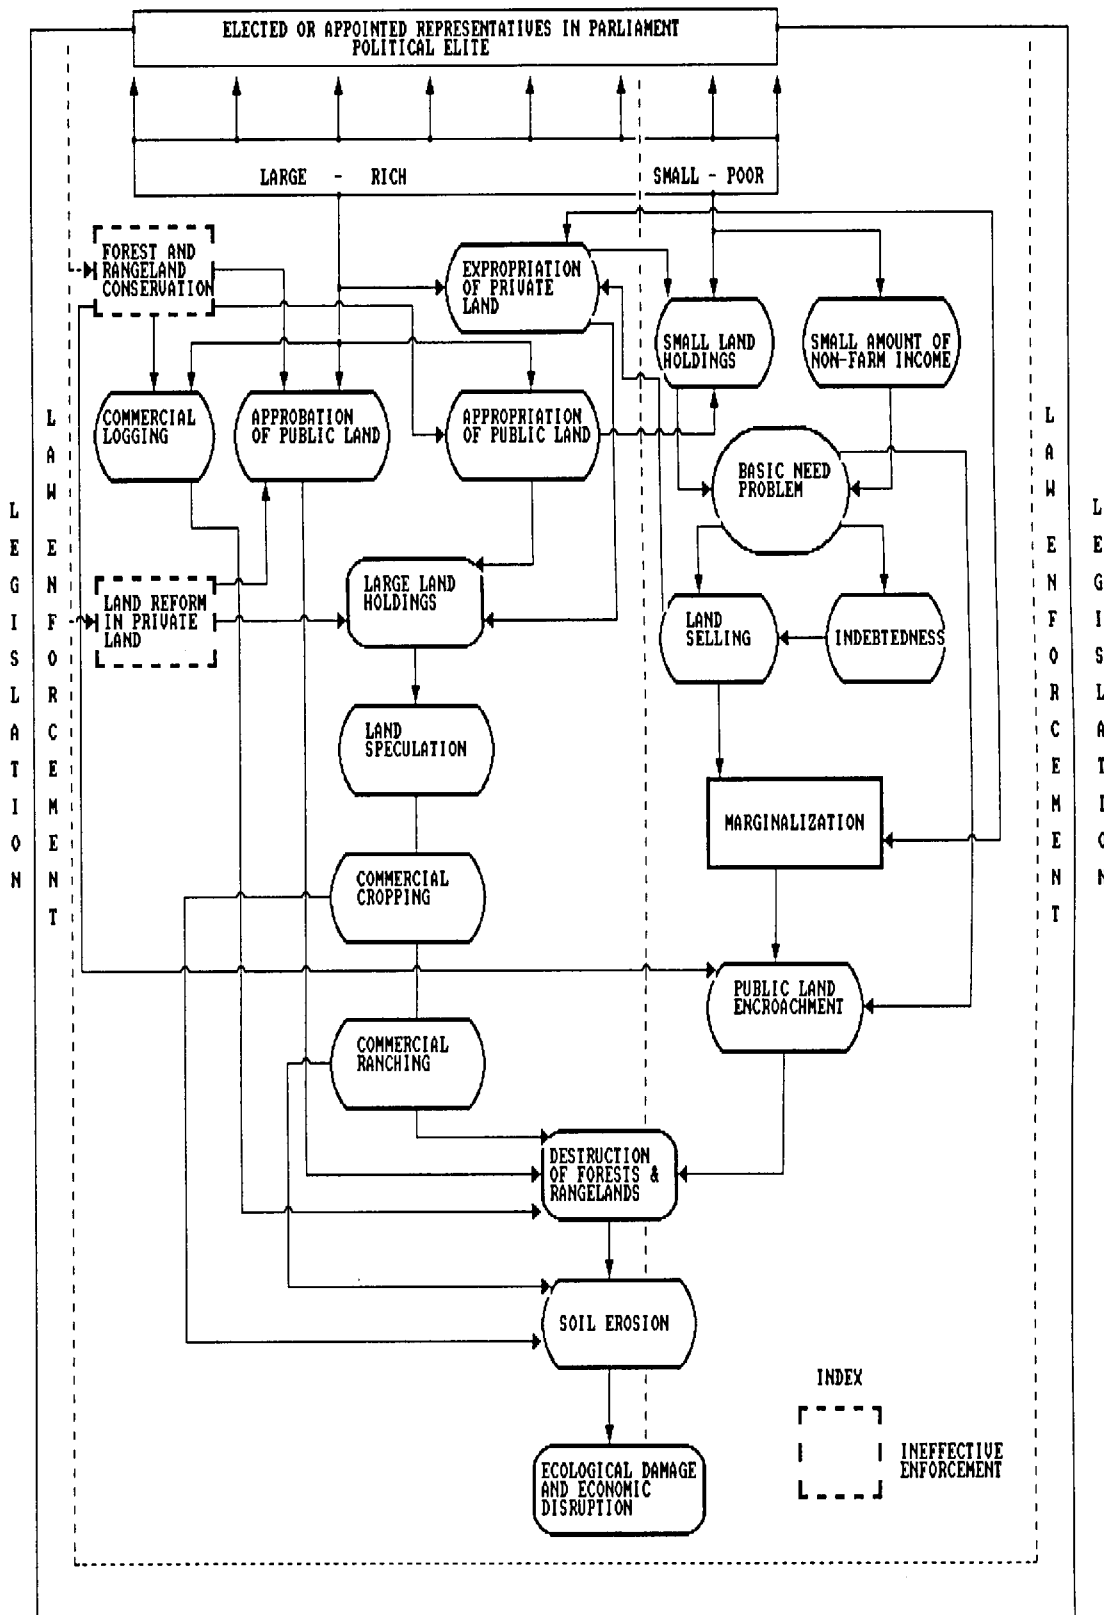 ELECTED OR APPOINTED REPRESENTATIVES IN PARLIAMENT
POLITICAL ELITE
LARGE - RICH
SMALL - POOR
FOREST AND
RANGELAND
CONSERVATION
EXPROPRIATION
OF PRIVATE
LAND
SMALL LAND
HOLDINGS
SMALL AMOUNT OF
NON-FARM INCOME
COMMERCIAL
LOGGING
APPROBATION
OF PUBLIC LAND
APPROPRIATION
OF PUBLIC LAND
BASIC NEED
PROBLEM
LEGISLATION
LAW ENFORCEMENT
LAW ENFORCEMENT
LEGISLATION
LAND REFORM
IN PRIVATE
LAND
LARGE LAND
HOLDINGS
LAND
SELLING
INDEBTEDNESS
LAND
SPECULATION
MARGINALIZATION
COMMERCIAL
CROPPING
PUBLIC LAND
ENCROACHMENT
COMMERCIAL
RANCHING
DESTRUCTION
OF FORESTS &
RANGELANDS
SOIL EROSION
INDEX
INEFFECTIVE
ENFORCEMENT
ECOLOGICAL DAMAGE
AND ECONOMIC
DISRUPTION